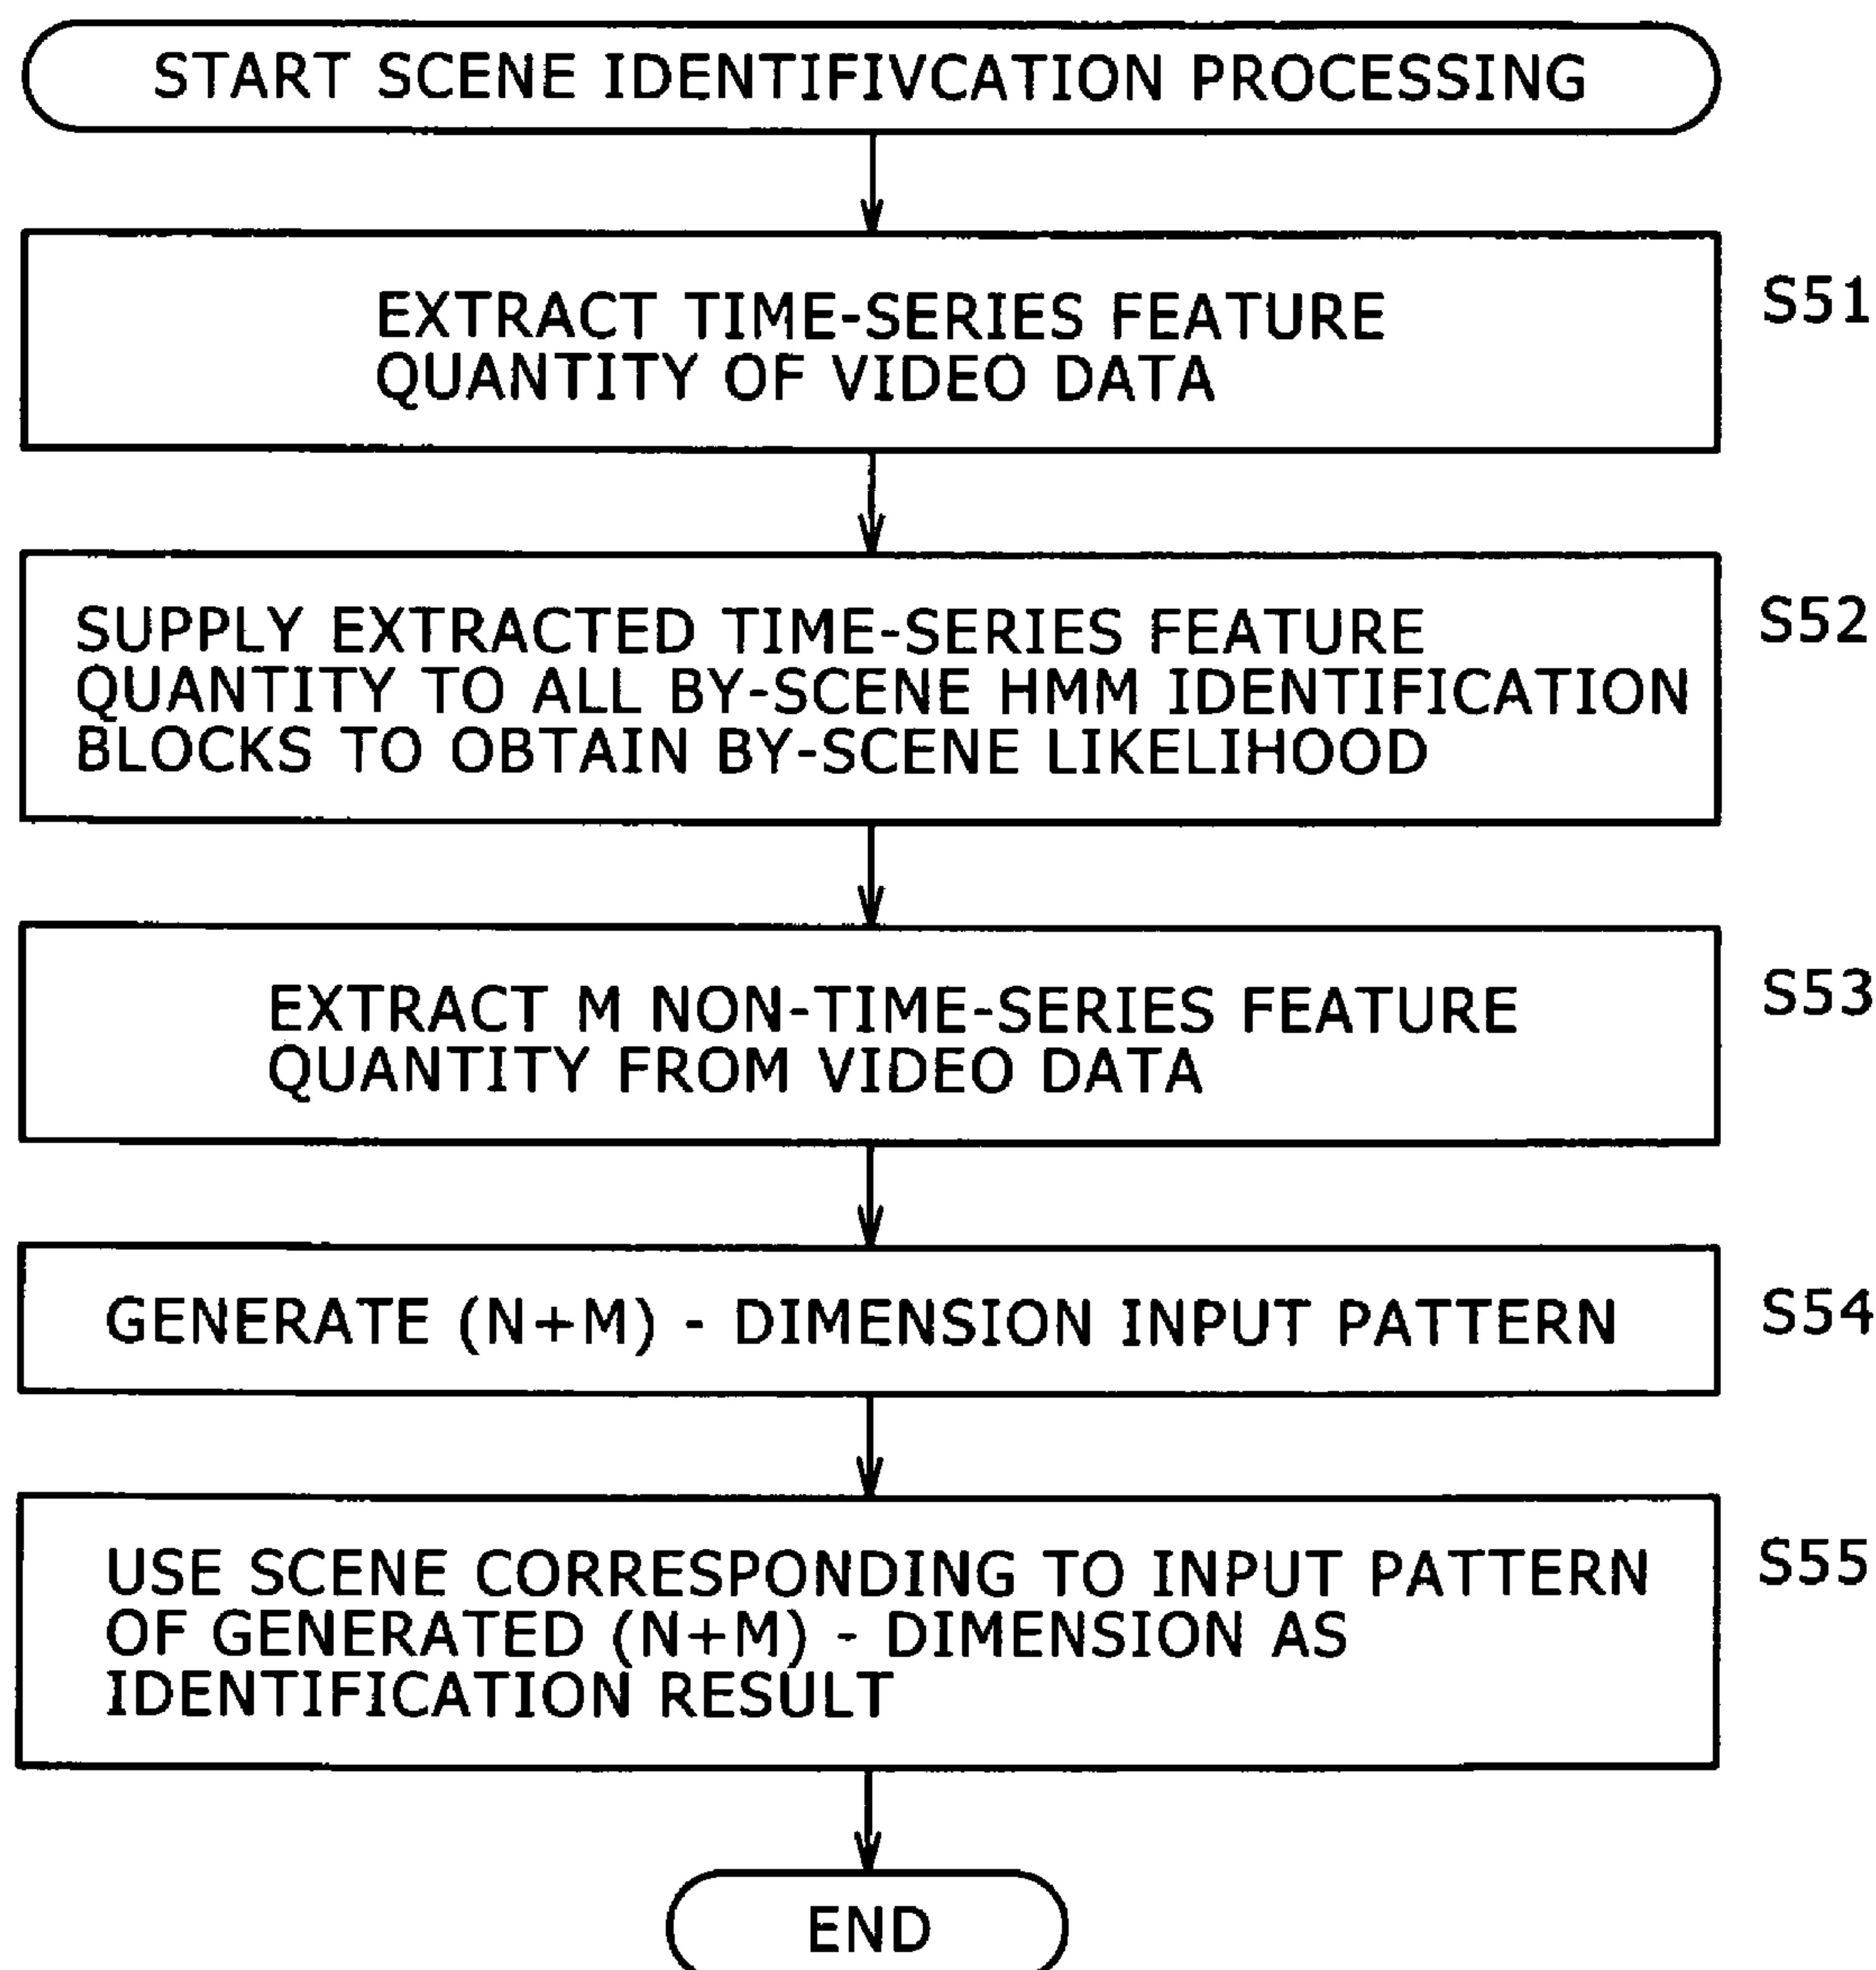 START SCENE IDENTIFIVCATION PROCESSING
EXTRACT TIME-SERIES FEATURE
QUANTITY OF VIDEO DATA
S51
SUPPLY EXTRACTED TIME-SERIES FEATURE
QUANTITY TO ALL BY-SCENE HMM IDENTIFICATION
BLOCKS TO OBTAIN BY-SCENE LIKELIHOOD
S52
EXTRACT M NON-TIME-SERIES FEATURE
QUANTITY FROM VIDEO DATA
S53
GENERATE (N+M) - DIMENSION INPUT PATTERN
S54
USE SCENE CORRESPONDING TO INPUT PATTERN
OF GENERATED (N+M) - DIMENSION AS
IDENTIFICATION RESULT
S55
END